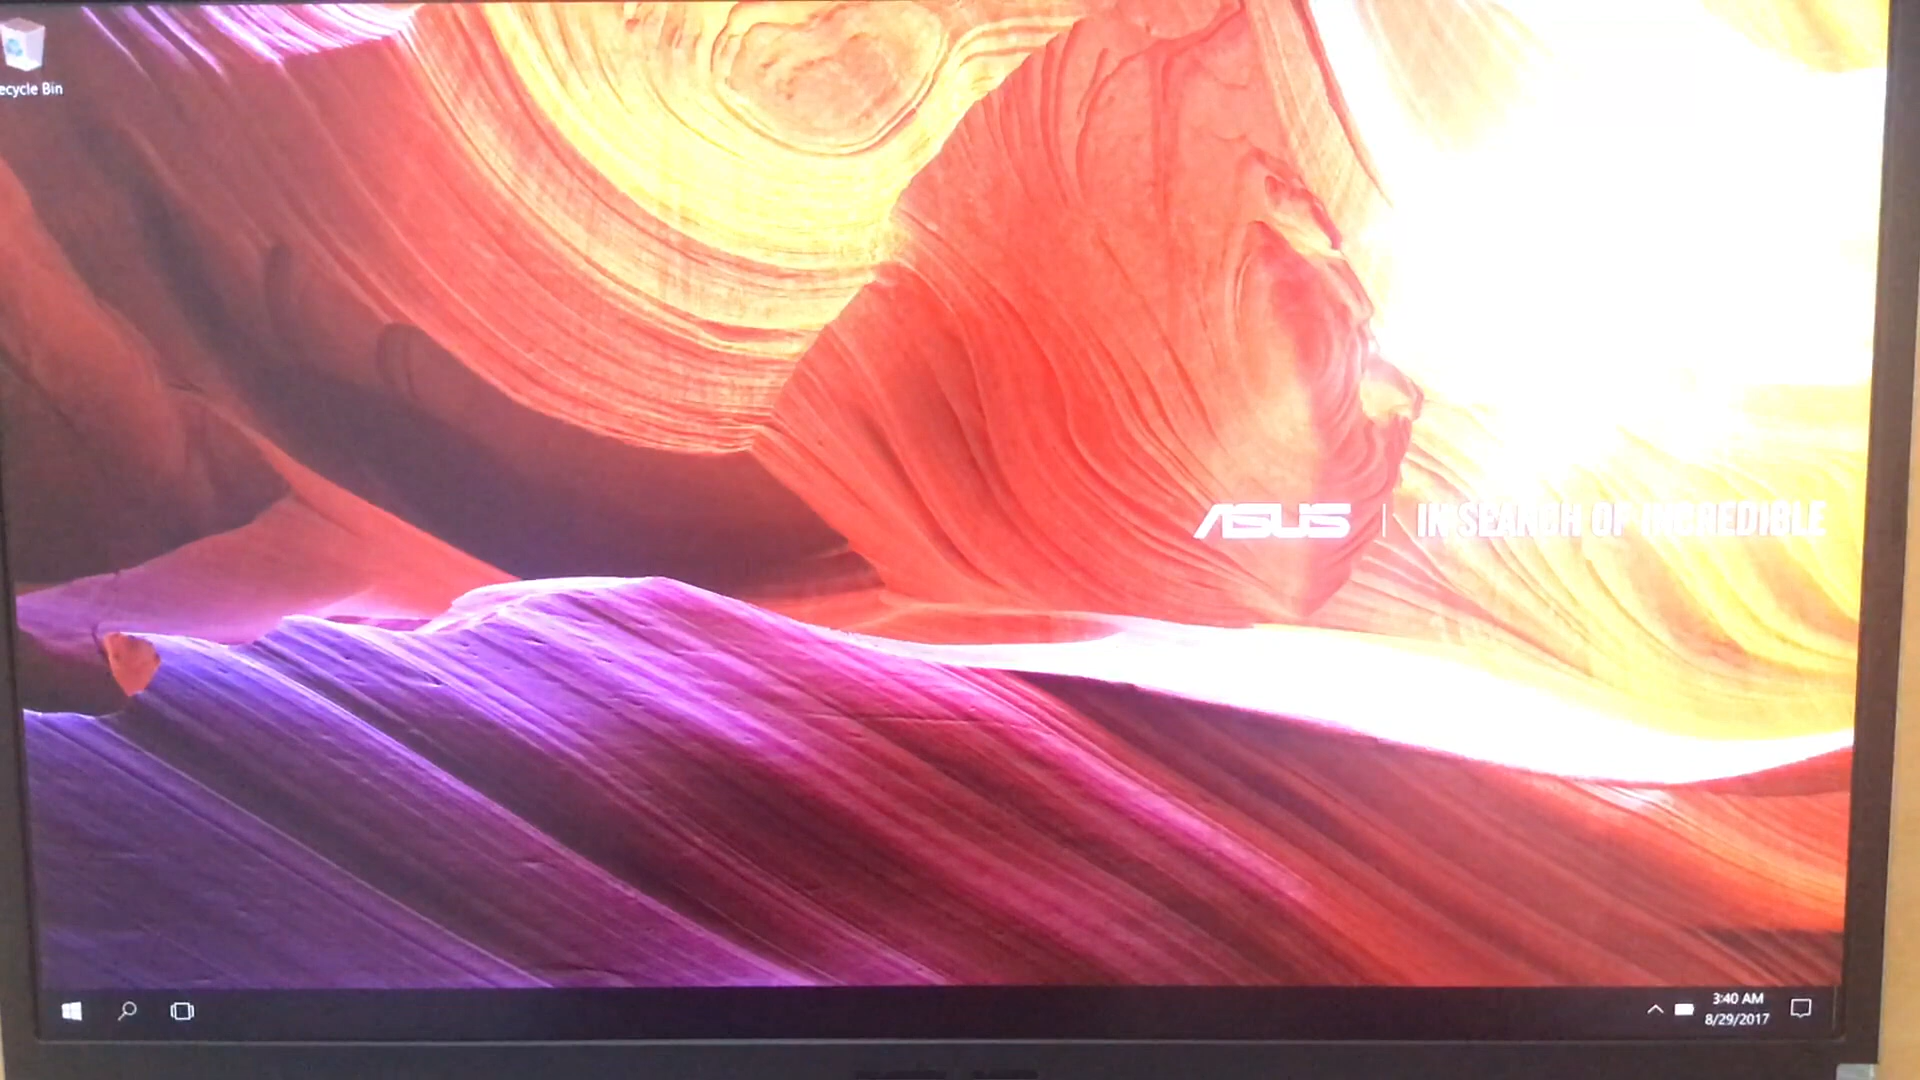 ecycle Bin
ASUS | IN SEARCH OF INCREDIBLE
3:40 AM
8/29/2017